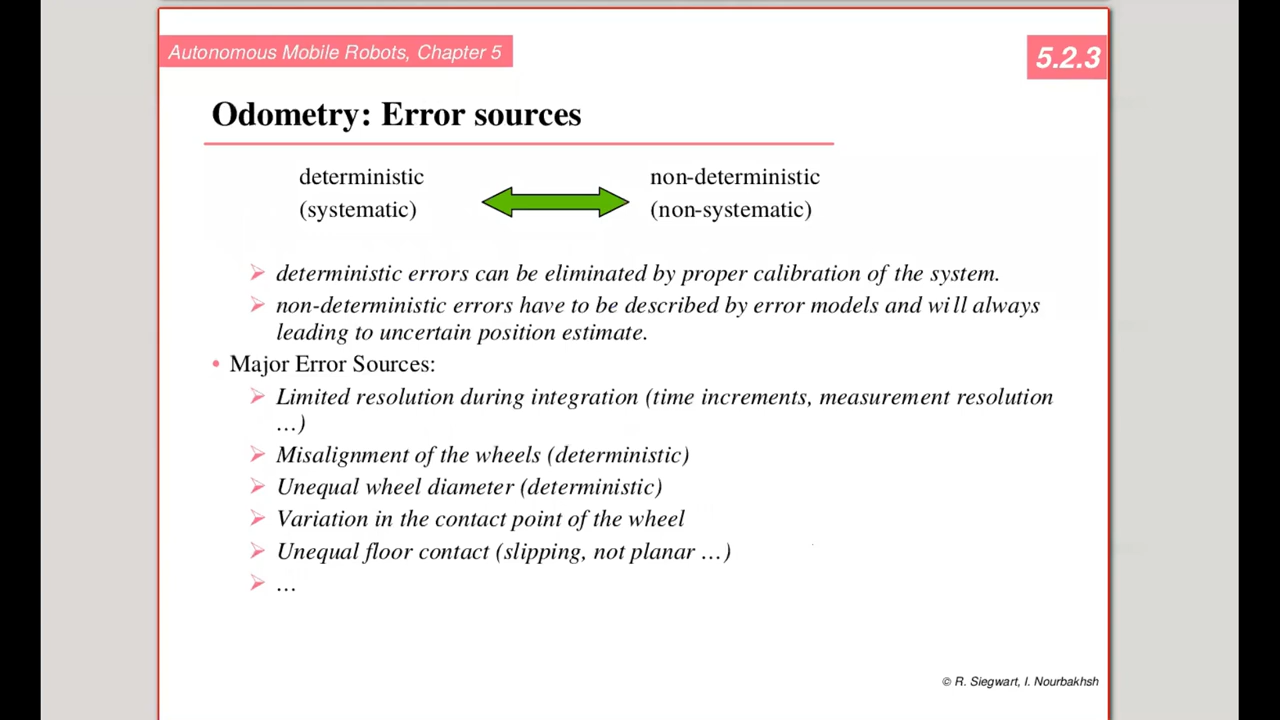 Autonomous Mobile Robots, Chapter 5
5.2.3
Odometry: Error sources
deterministic
(systematic)
non-deterministic
(non-systematic)
deterministic errors can be eliminated by proper calibration of the system.
non-deterministic errors have to be described by error models and will always
leading to uncertain position estimate.
Major Error Sources:
Limited resolution during integration (time increments, measurement resolution
…)
Misalignment of the wheels (deterministic)
Unequal wheel diameter (deterministic)
Variation in the contact point of the wheel
Unequal floor contact (slipping, not planar …)
…
© R. Siegwart, I. Nourbakhsh